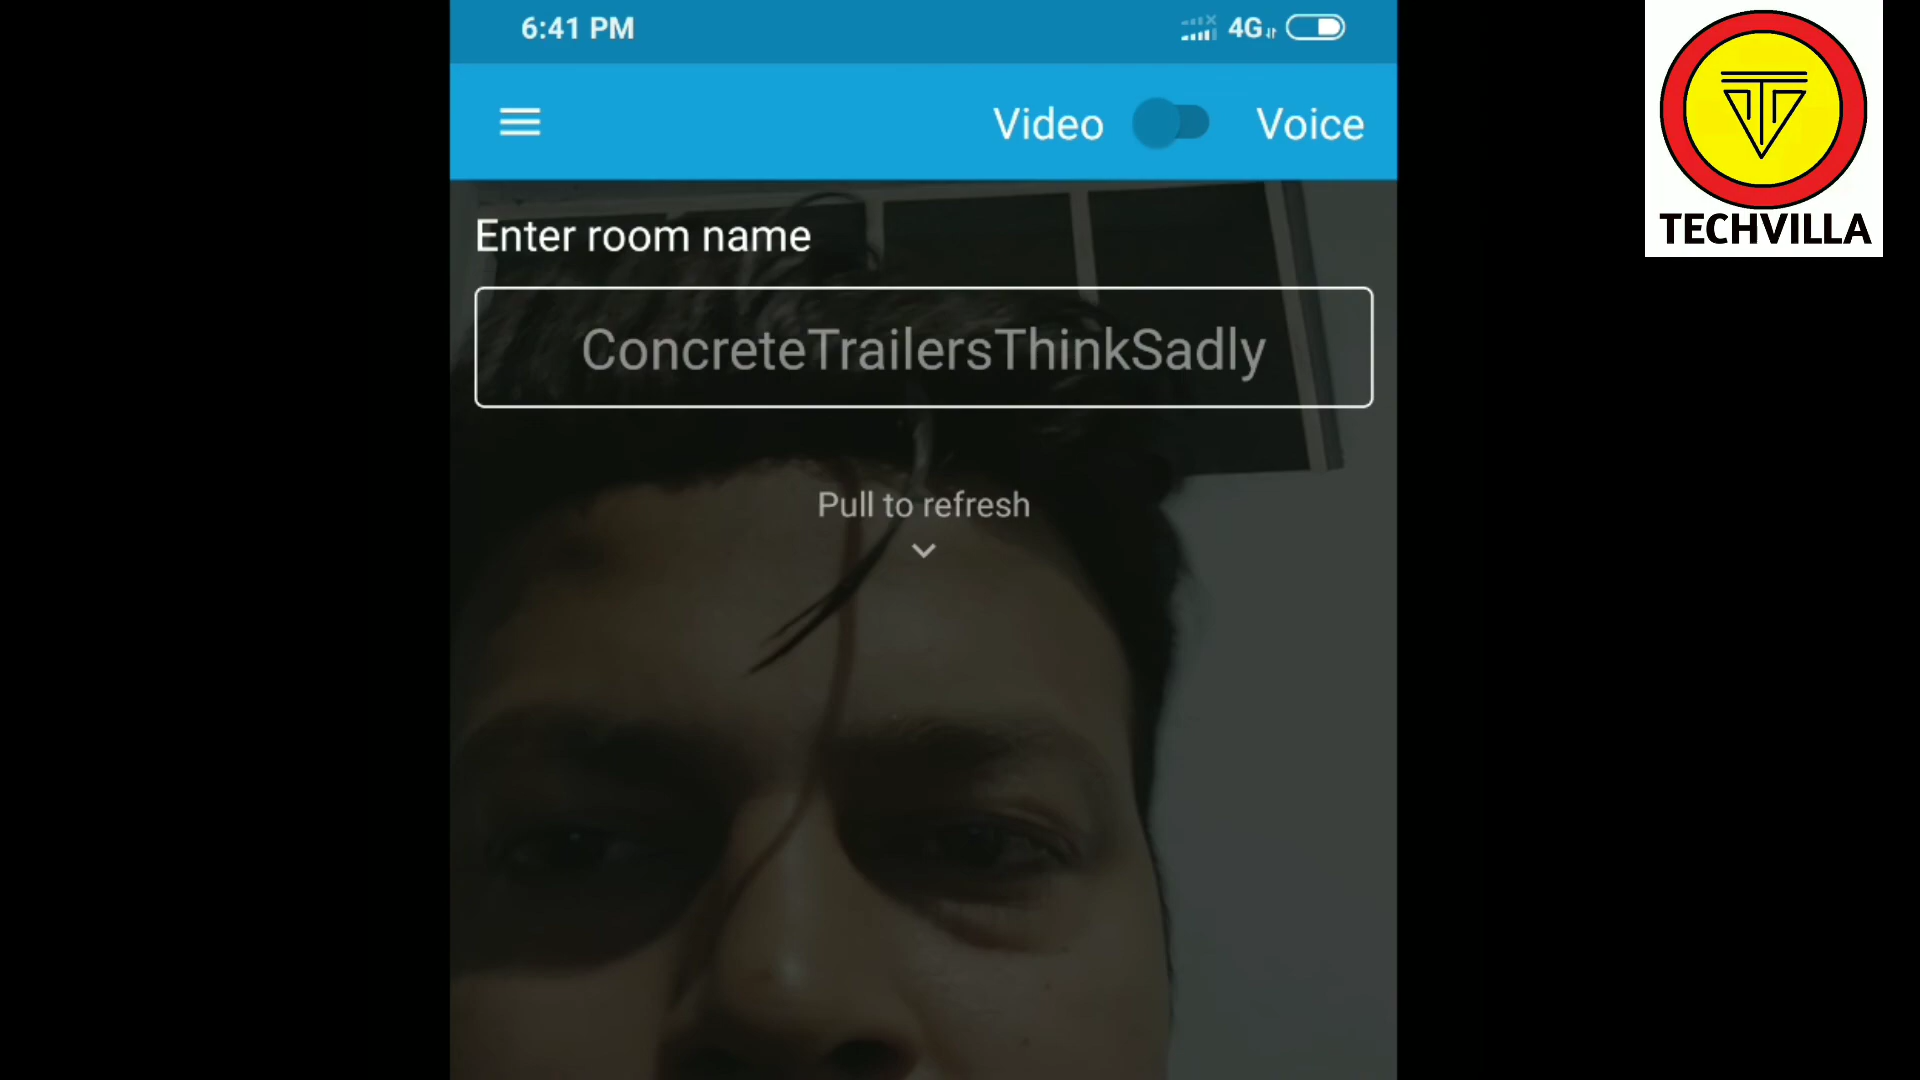 6:41 PM
4G
Video
Voice
TECHVILLA
Enter room name
ConcreteTrailersThinkSadly
Pull to refresh